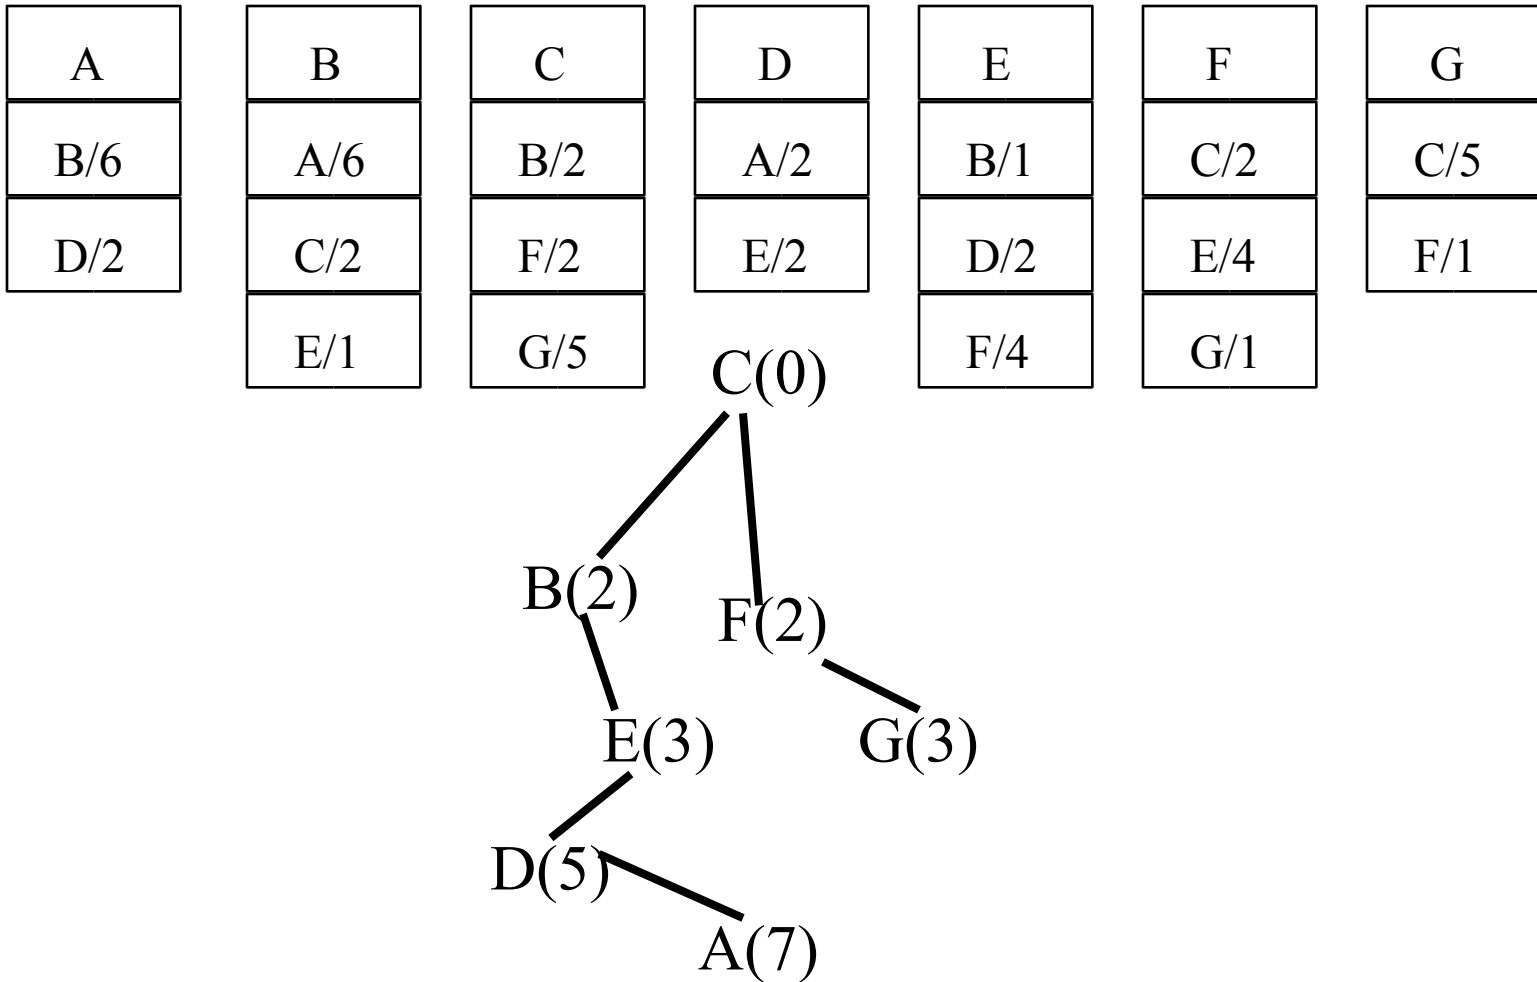 A B C D E F G
B/6 A/6 B/2 A/2 B/1 C/2 C/5
D/2 C/2 F/2 E/2 D/2 E/4 F/1
E/1 G/5 F/4 G/1
C(0)
B(2)
F(2)
E(3) G(3)
D(5)
A(7)